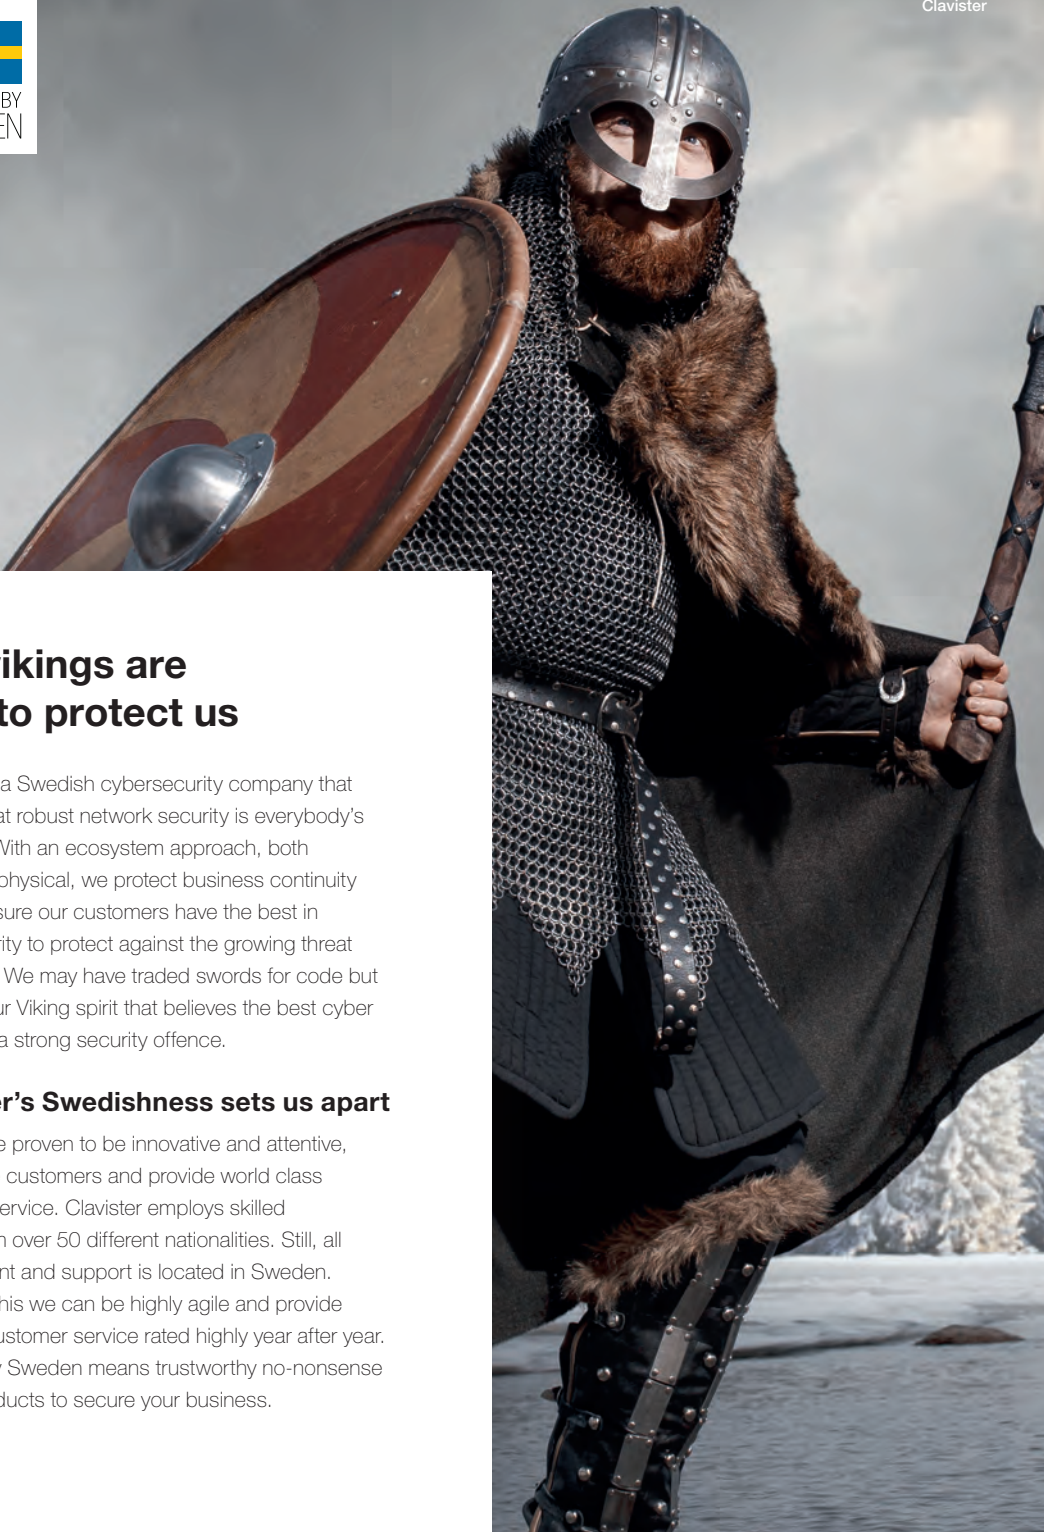 Clavister
BY
EN
vikings are
to protect us
a Swedish cybersecurity company that
at robust network security is everybody's
With an ecosystem approach, both
physical, we protect business continuity
sure our customers have the best in
rity to protect against the growing threat
We may have traded swords for code but
ur Viking spirit that believes the best cyber
a strong security offence.
er's Swedishness sets us apart
e proven to be innovative and attentive,
customers and provide world class
ervice. Clavister employs skilled
n over 50 different nationalities. Still, all
nt and support is located in Sweden.
his we can be highly agile and provide
ustomer service rated highly year after year.
y Sweden means trustworthy no-nonsense
ducts to secure your business.